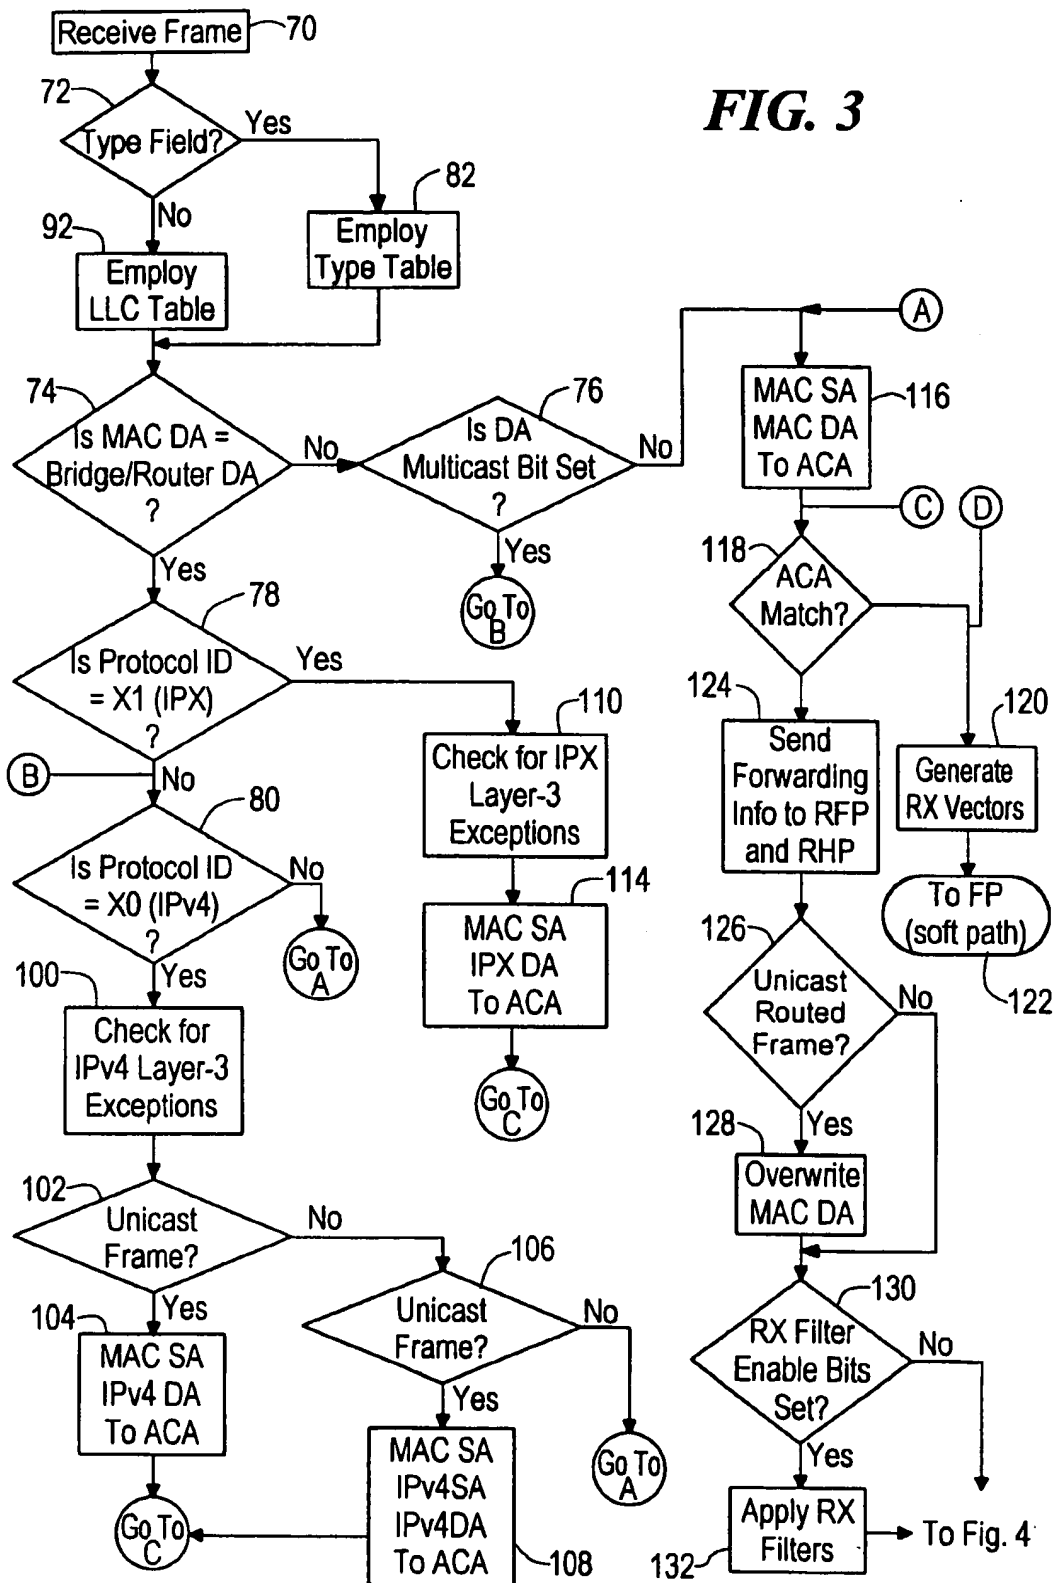 Receive Frame
70
FIG. 3
72
Type Field?
Yes
No
82
Employ
Type Table
92
Employ
LLC Table
A
74
Is MAC DA =
Bridge/Router DA
?
No
Yes
76
Is DA
Multicast Bit Set
?
No
Yes
Go To
B
MAC SA
MAC DA
To ACA
116
C
D
118
ACA
Match?
78
Is Protocol ID
= X1 (IPX)
?
Yes
No
B
110
Check for IPX
Layer-3
Exceptions
114
MAC SA
IPX DA
To ACA
Go To
C
80
Is Protocol ID
= X0 (IPv4)
?
No
Go To
A
Yes
100
Check for
IPv4 Layer-3
Exceptions
102
Unicast
Frame?
No
Yes
104
MAC SA
IPv4 DA
To ACA
Go To
C
106
Unicast
Frame?
No
Go To
A
Yes
MAC SA
IPv4SA
IPv4DA
To ACA
108
124
Send
Forwarding
Info to RFP
and RHP
120
Generate
RX Vectors
To FP
(soft path)
122
126
Unicast
Routed
Frame?
No
Yes
128
Overwrite
MAC DA
130
RX Filter
Enable Bits
Set?
No
Yes
Apply RX
Filters
132
To Fig. 4